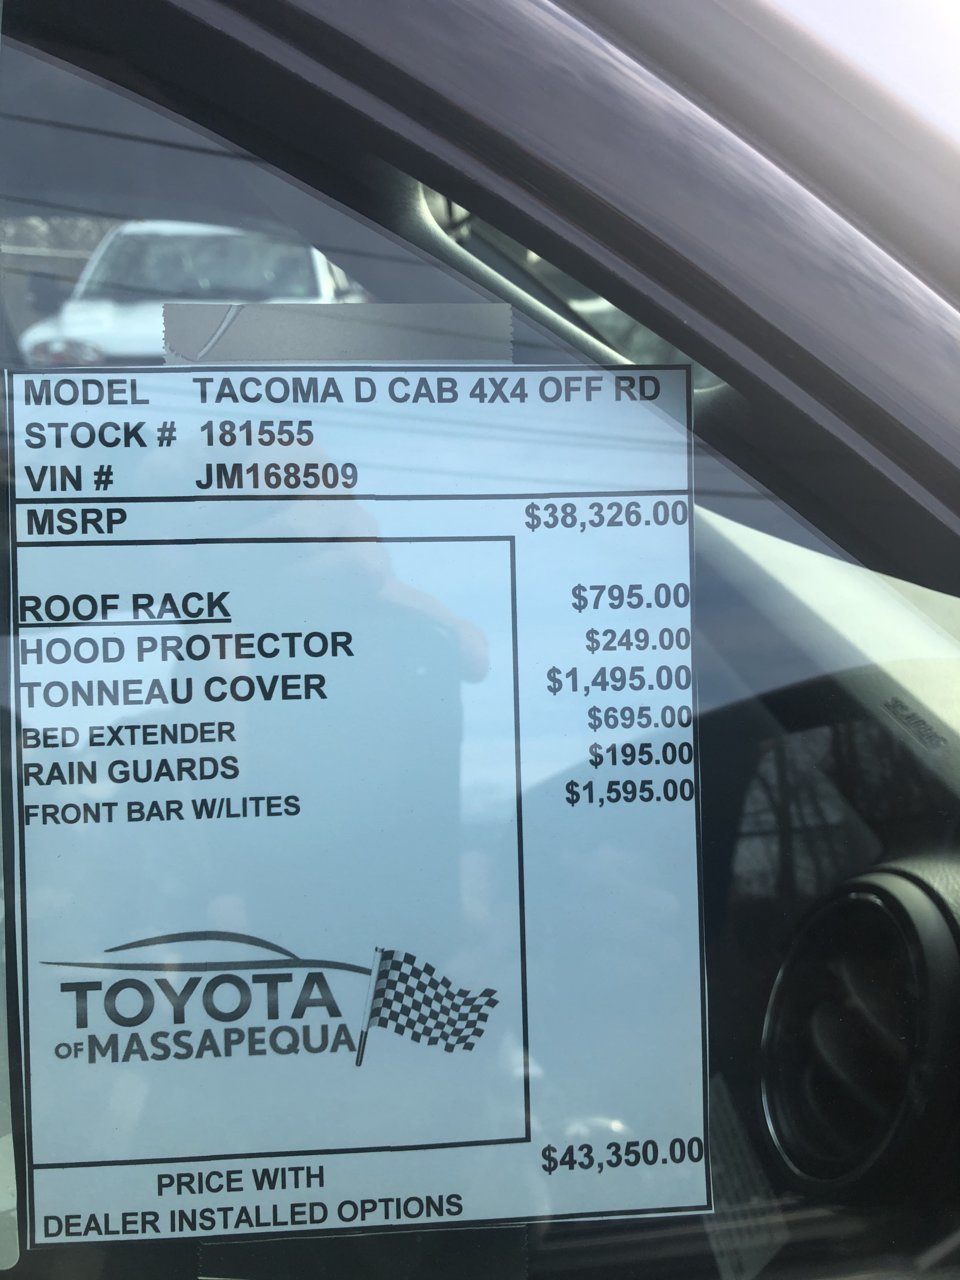 MODEL TACOMA D CAB 4X4 OFF RD
STOCK # 181555
VIN # JM168509
MSRP $38,326.00
ROOF RACK $795.00
HOOD PROTECTOR $249.00
TONNEAU COVER $1,495.00
BED EXTENDER $695.00
RAIN GUARDS $195.00
FRONT BAR W/LITES $1,595.00
TOYOTA
OF MASSAPEQUA
$43,350.00
PRICE WITH
DEALER INSTALLED OPTIONS